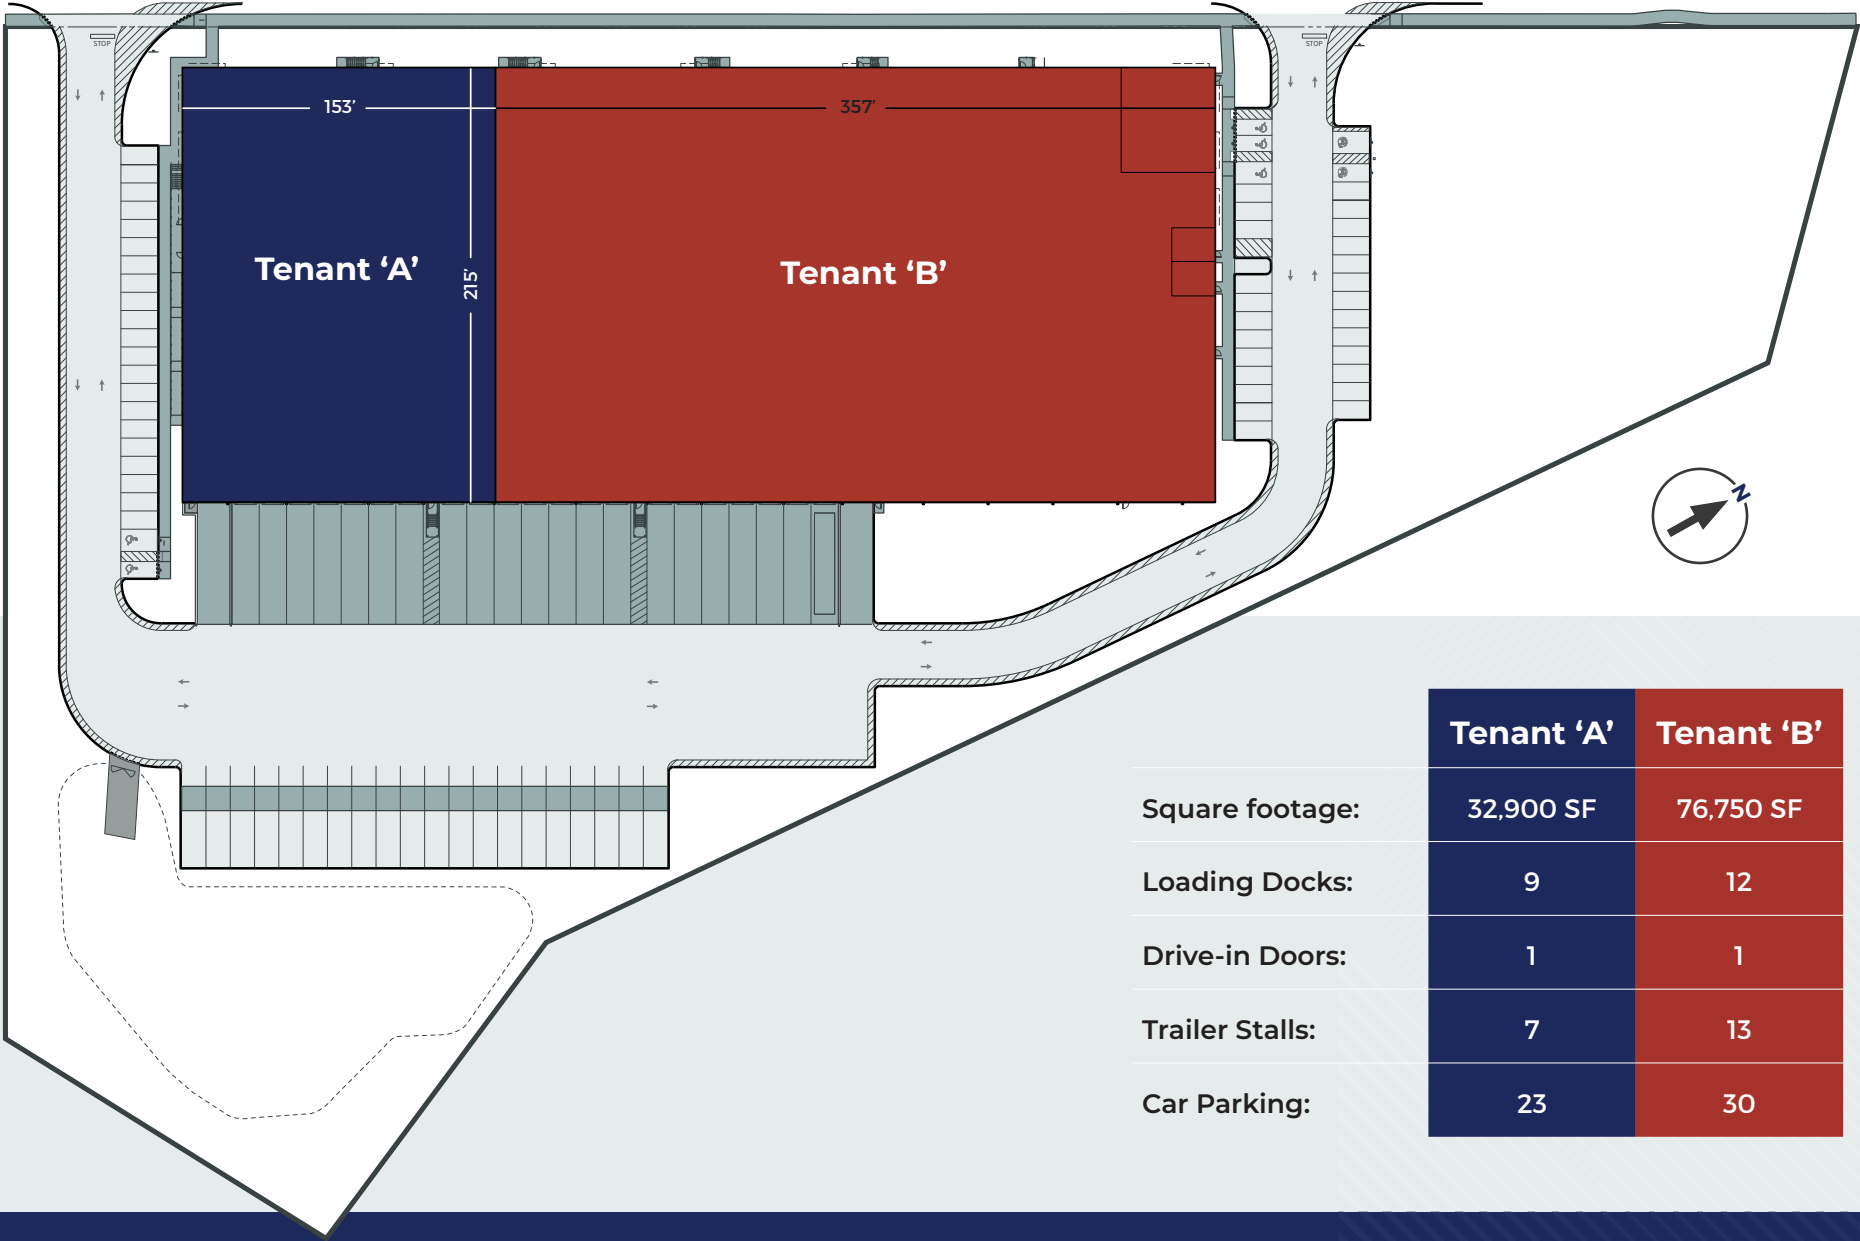 STOP
STOP
153’
357’
Tenant ‘A’
215’
Tenant ‘B’
N
Tenant ‘A’ Tenant ‘B’
Square footage: 32,900 SF 76,750 SF
Loading Docks: 9 12
Drive-in Doors: 1 1
Trailer Stalls: 7 13
Car Parking: 23 30